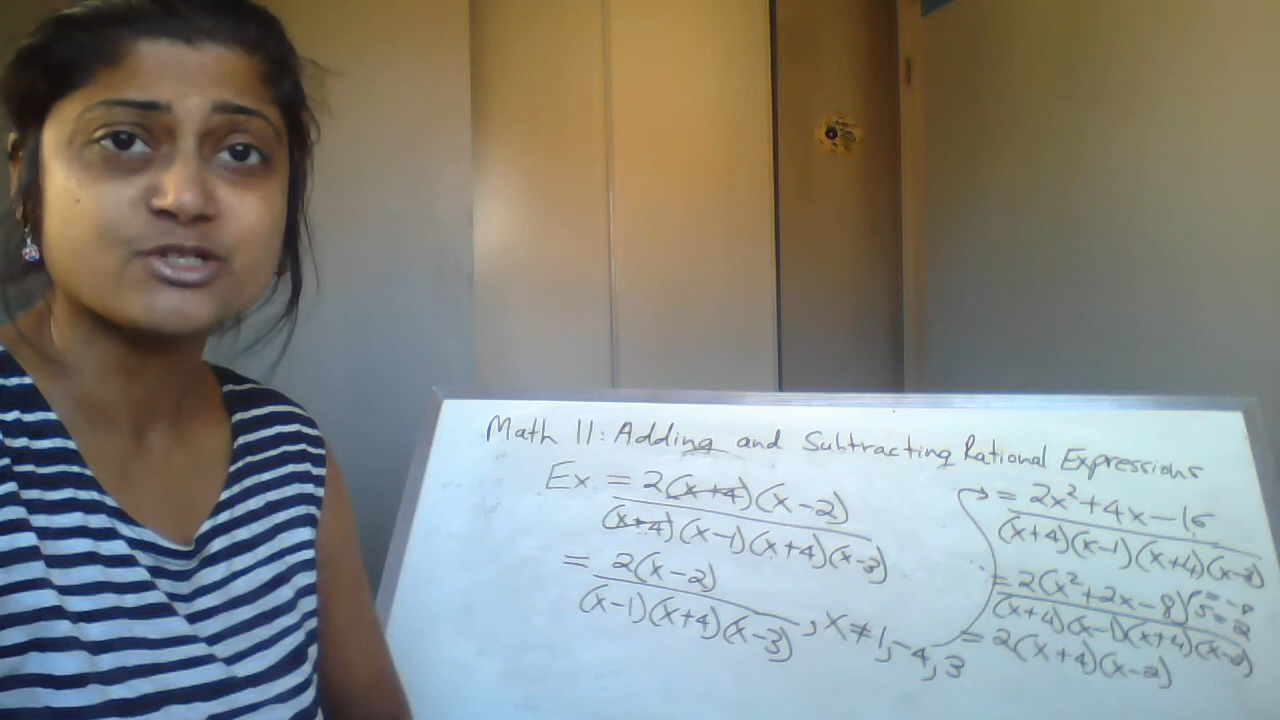 Math 11: Adding and Subtracting Rational Expressions
Ex = 2(x+4)(x-2)
(x+4)(x-1)(x+4)(x-3)
= 2(x-2)
(x-1)(x+4)(x-3) , x≠1,-4,3
= 2x²+4x-16
(x+4)(x-1)(x+4)(x-3)
= 2(x²+2x-8) P=-8
(x+4)(x-1)(x+4)(x-3) S=2
= 2(x+4)(x-2)